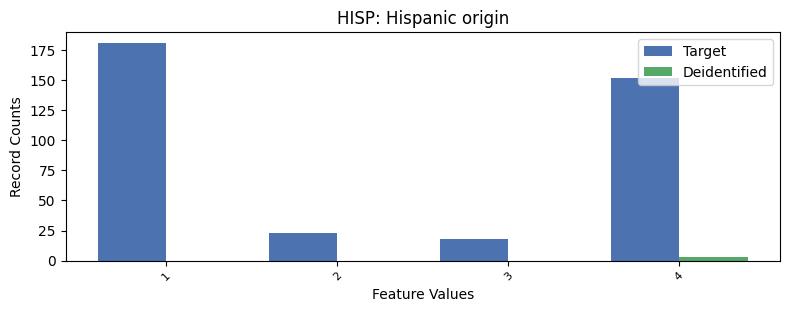 HISP: Hispanic origin
Target
Deidentified
Record Counts
175
150
125
100
75
50
25
0
1 2 3 4
Feature Values